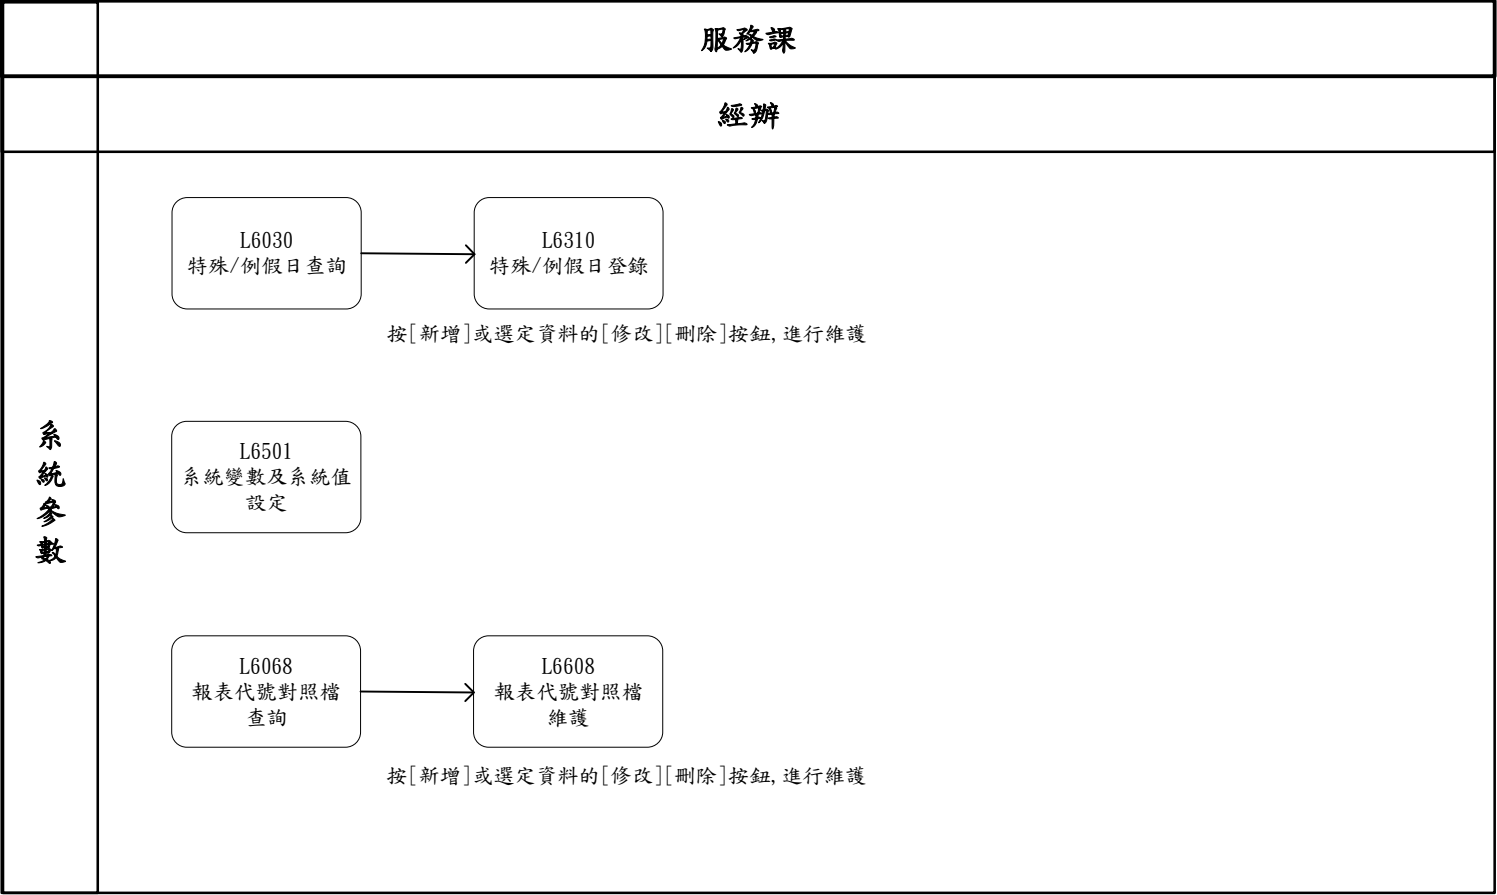 服務課
經辦
系
統
參
數
L6030
特殊/例假日查詢
L6310
特殊/例假日登錄
按[新增]或選定資料的[修改][刪除]按鈕,進行維護
L6501
系統變數及系統值
設定
L6068
報表代號對照檔
查詢
L6608
報表代號對照檔
維護
按[新增]或選定資料的[修改][刪除]按鈕,進行維護